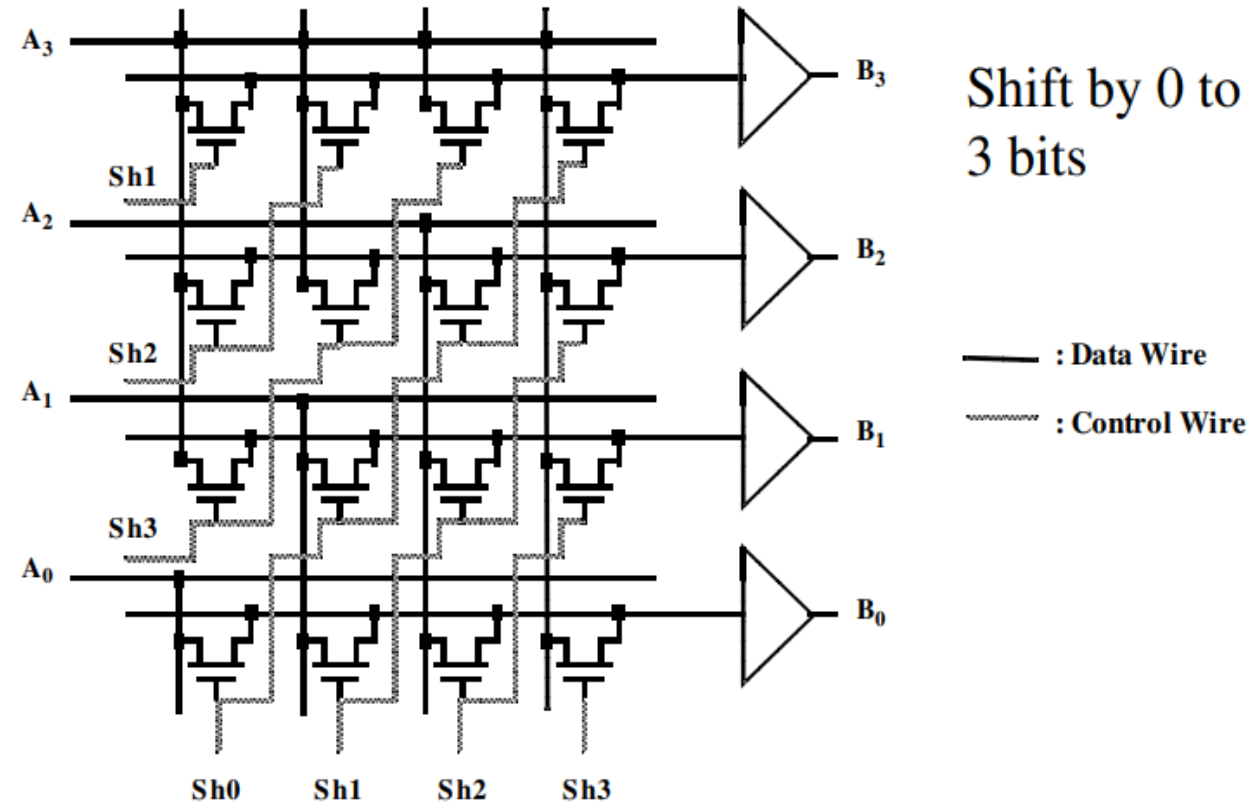 A3
B3
Shift by 0 to
3 bits
Sh1
A2
B2
Sh2
: Data Wire
A1
: Control Wire
B1
Sh3
A0
B0
Sh0 Sh1 Sh2 Sh3